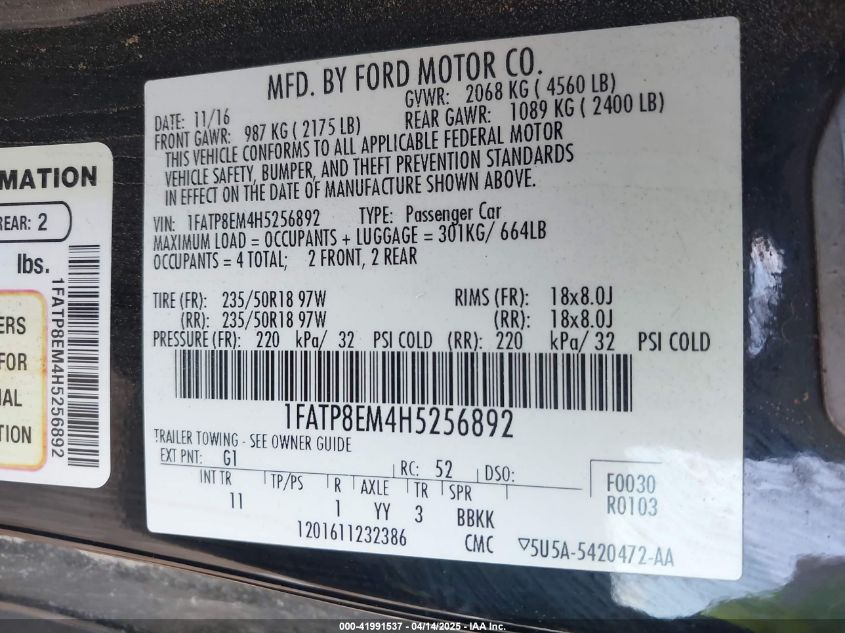 MATION
REAR: 2
lbs.
ERS
FOR
IAL
TION
1FATP8EM4H5256892
MFD. BY FORD MOTOR CO.
DATE: 11/16 GVWR: 2068 KG ( 4560 LB)
FRONT GAWR: 987 KG ( 2175 LB) REAR GAWR: 1089 KG ( 2400 LB)
THIS VEHICLE CONFORMS TO ALL APPLICABLE FEDERAL MOTOR
VEHICLE SAFETY, BUMPER, AND THEFT PREVENTION STANDARDS
IN EFFECT ON THE DATE OF MANUFACTURE SHOWN ABOVE.
VIN: 1FATP8EM4H5256892 TYPE: Passenger Car
MAXIMUM LOAD = OCCUPANTS + LUGGAGE = 301KG/ 664LB
OCCUPANTS = 4 TOTAL; 2 FRONT, 2 REAR
TIRE (FR): 235/50R18 97W RIMS (FR): 18x8.0J
(RR): 235/50R18 97W (RR): 18x8.0J
PRESSURE (FR): 220 kPa/ 32 PSI COLD (RR): 220 kPa/ 32 PSI COLD
1FATP8EM4H5256892
TRAILER TOWING - SEE OWNER GUIDE
EXT PNT: G1 RC: 52 DSO:
INT TR TP/PS R AXLE TR SPR F0030
11 1 YY 3 BBKK R0103
1201611232386 CMC ▽5U5A-5420472-AA
000-41991537 - 04/14/2025 - IAA Inc.